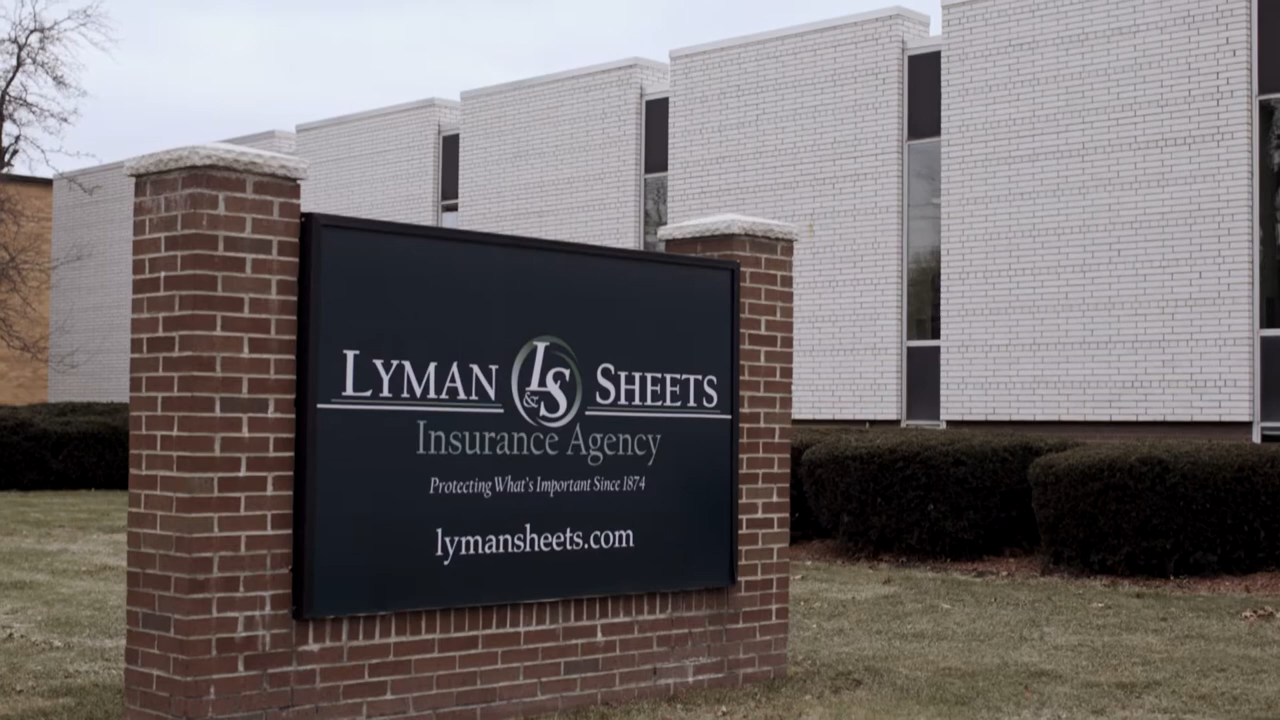 LYMAN L&S SHEETS
Insurance Agency
Protecting What's Important Since 1874
lymansheets.com